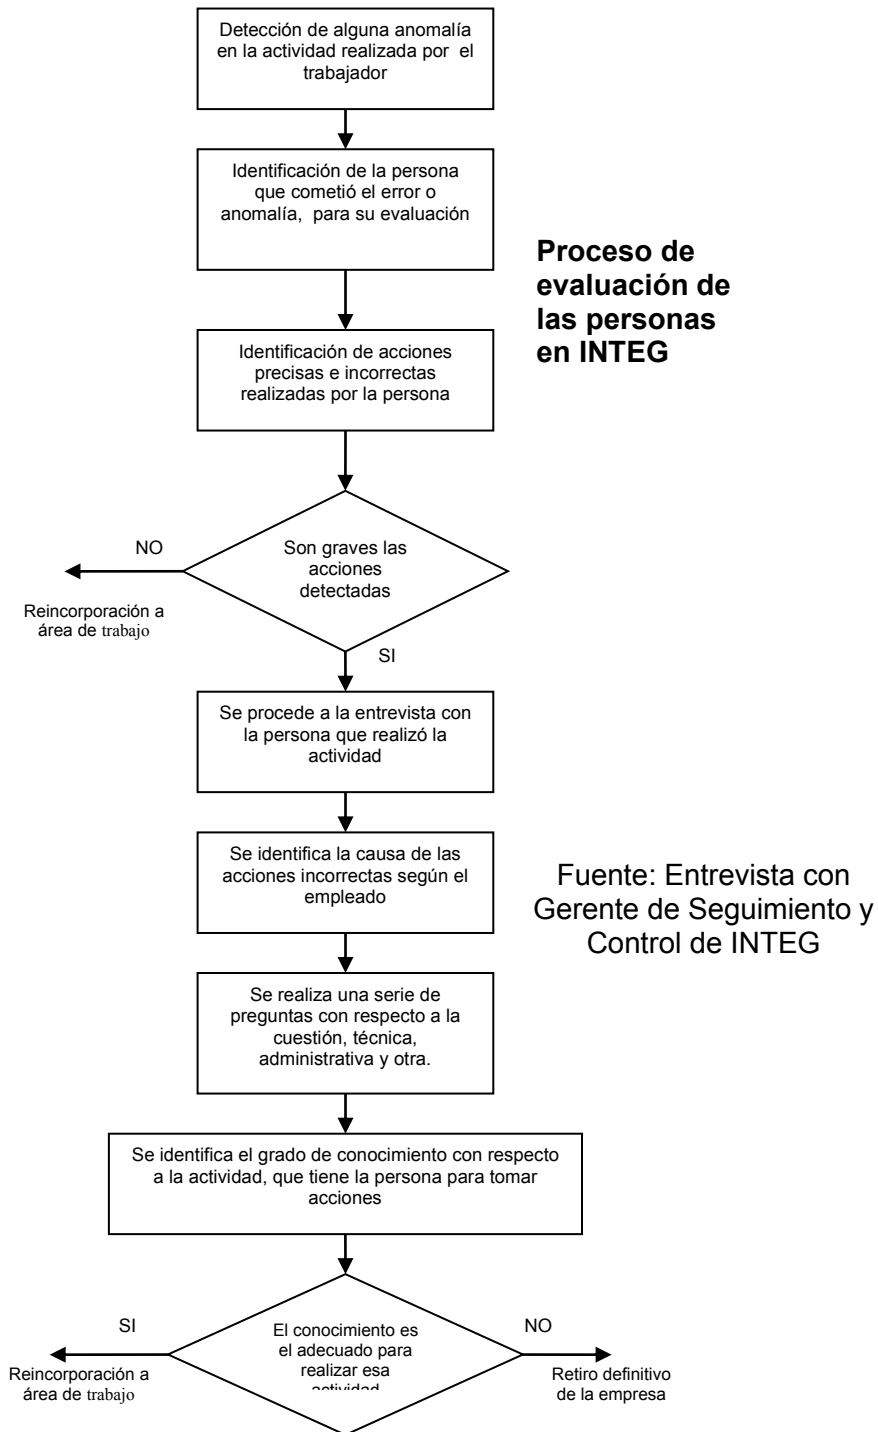 Detección de alguna anomalía
en la actividad realizada por el
trabajador
Identificación de la persona
que cometió el error o
anomalía, para su evaluación
Proceso de
evaluación de
las personas
en INTEG
Identificación de acciones
precisas e incorrectas
realizadas por la persona
NO
Son graves las
acciones
detectadas
Reincorporación a
área de trabajo
SI
Se procede a la entrevista con
la persona que realizó la
actividad
Se identifica la causa de las
acciones incorrectas según el
empleado
Fuente: Entrevista con
Gerente de Seguimiento y
Control de INTEG
Se realiza una serie de
preguntas con respecto a la
cuestión, técnica,
administrativa y otra.
Se identifica el grado de conocimiento con respecto
a la actividad, que tiene la persona para tomar
acciones
SI
El conocimiento es
el adecuado para
realizar esa
actividad
NO
Reincorporación a
área de trabajo
Retiro definitivo
de la empresa